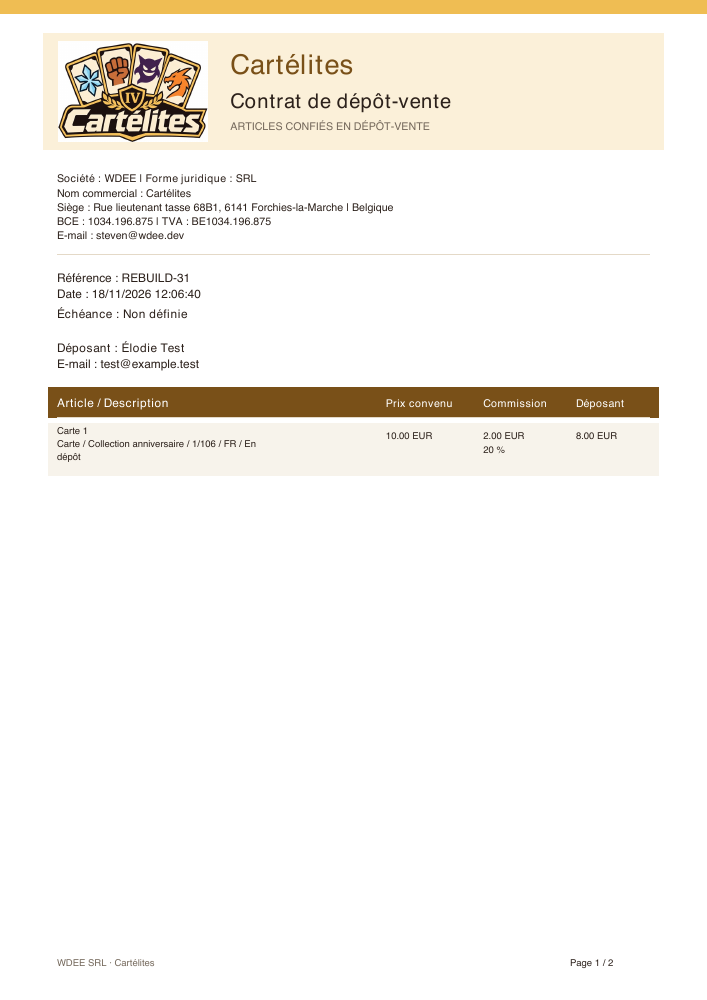 IV
Cartélites
Cartélites
Contrat de dépôt-vente
ARTICLES CONFIÉS EN DÉPÔT-VENTE
Société : WDEE | Forme juridique : SRL
Nom commercial : Cartélites
Siège : Rue lieutenant tasse 68B1, 6141 Forchies-la-Marche | Belgique
BCE : 1034.196.875 | TVA : BE1034.196.875
E-mail : steven@wdee.dev
Référence : REBUILD-31
Date : 18/11/2026 12:06:40
Échéance : Non définie
Déposant : Élodie Test
E-mail : test@example.test
Article / Description Prix convenu Commission Déposant
Carte 1
Carte / Collection anniversaire / 1/106 / FR / En
dépôt
10.00 EUR 2.00 EUR 8.00 EUR
20 %
WDEE SRL · Cartélites Page 1 / 2